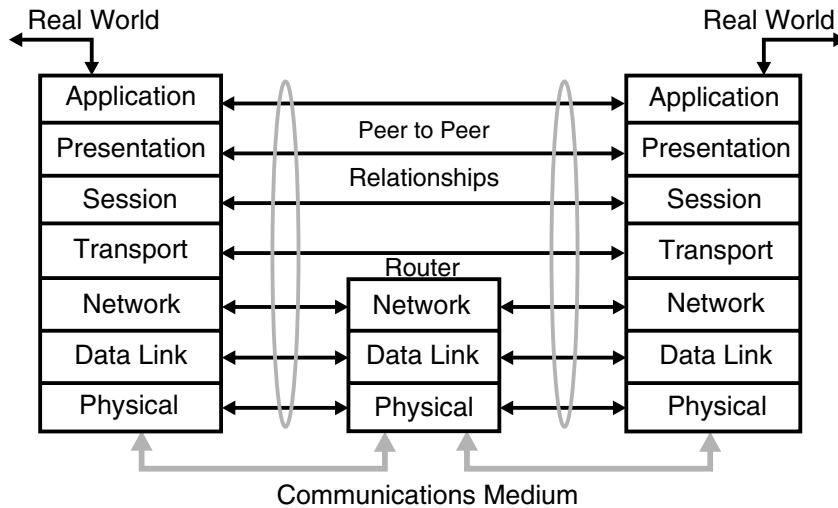 Real World
Real World
Application
Application
Peer to Peer
Presentation
Presentation
Relationships
Session
Session
Transport
Transport
Router
Network
Network
Network
Data Link
Data Link
Data Link
Physical
Physical
Physical
Communications Medium